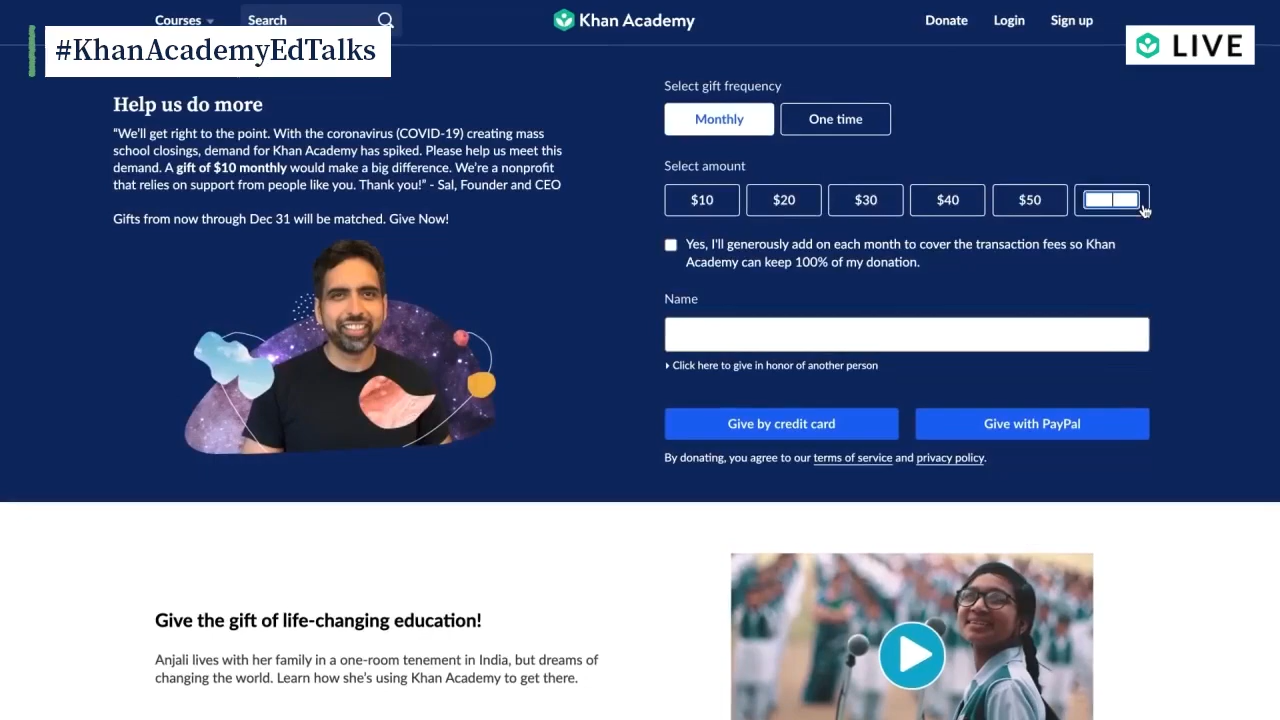 Courses
Search
Khan Academy
Donate
Login
Sign up
#KhanAcademyEdTalks
LIVE
Help us do more
“We’ll get right to the point. With the coronavirus (COVID-19) creating mass
school closings, demand for Khan Academy has spiked. Please help us meet this
demand. A gift of $10 monthly would make a big difference. We’re a nonprofit
that relies on support from people like you. Thank you!” - Sal, Founder and CEO
Gifts from now through Dec 31 will be matched. Give Now!
Select gift frequency
Monthly
One time
Select amount
$10
$20
$30
$40
$50
Yes, I’ll generously add on each month to cover the transaction fees so Khan
Academy can keep 100% of my donation.
Name
Click here to give in honor of another person
Give by credit card
Give with PayPal
By donating, you agree to our terms of service and privacy policy.
Give the gift of life-changing education!
Anjali lives with her family in a one-room tenement in India, but dreams of
changing the world. Learn how she’s using Khan Academy to get there.